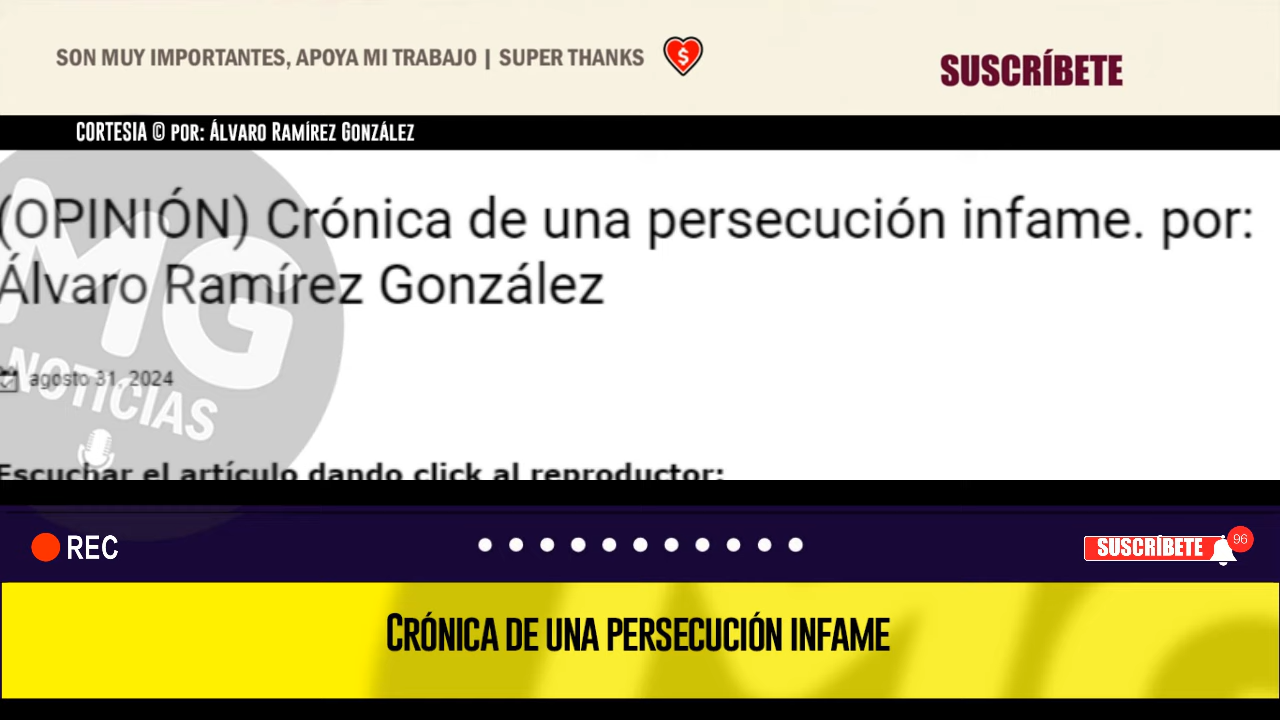 SON MUY IMPORTANTES, APOYA MI TRABAJO | SUPER THANKS $
SUSCRÍBETE
CORTESIA © POR: ÁLVARO RAMÍREZ GONZÁLEZ
(OPINIÓN) Crónica de una persecución infame. por:
Álvaro Ramírez González
MG
NOTICIAS
agosto 31, 2024
Escuchar el artículo dando click al reproductor:
REC
SUSCRÍBETE 96
CRÓNICA DE UNA PERSECUCIÓN INFAME